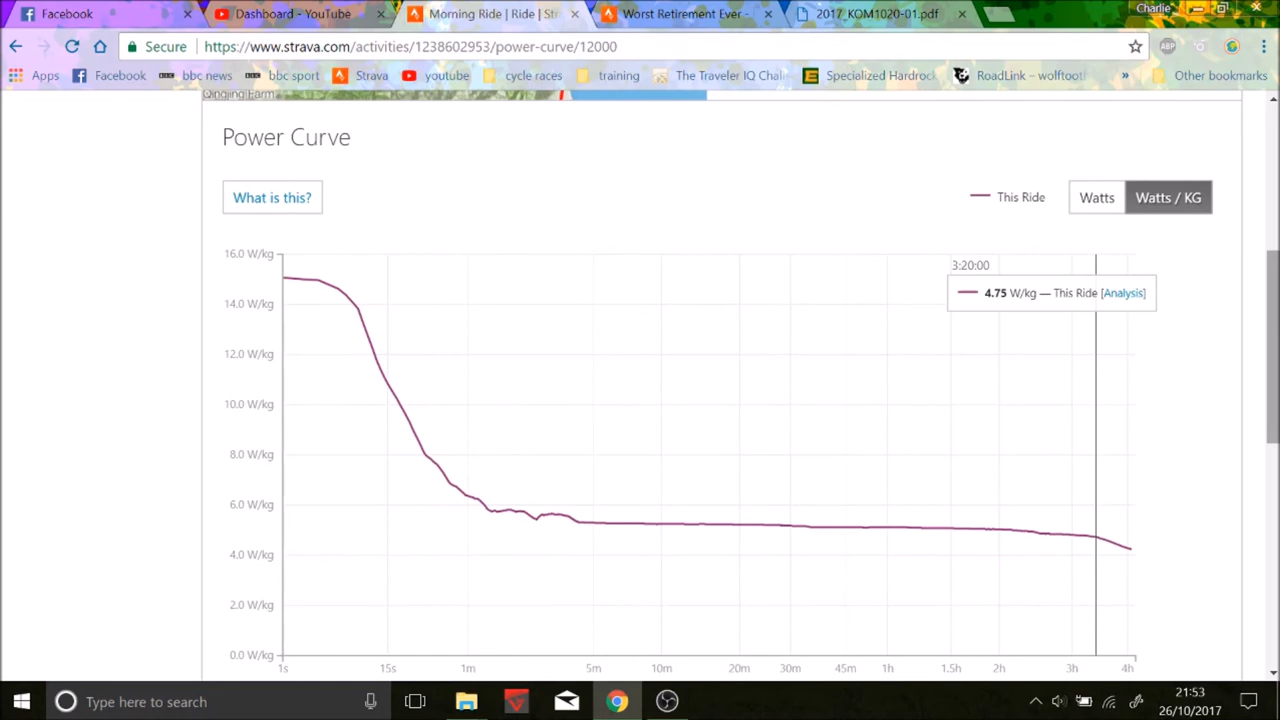 Facebook
Dashboard - YouTube
Morning Ride | Ride | Str
Worst Retirement Ever -
2017_KOM1020-01.pdf
Charlie
Secure
https://www.strava.com/activities/1238602953/power-curve/12000
ABP
Apps
Facebook
bbc news
bbc sport
Strava
youtube
cycle races
training
The Traveler IQ Chall
Specialized Hardrock
RoadLink – wolftooth
»
Other bookmarks
Qingjing Farm
Power Curve
What is this?
This Ride
Watts
Watts / KG
16.0 W/kg
14.0 W/kg
12.0 W/kg
10.0 W/kg
8.0 W/kg
6.0 W/kg
4.0 W/kg
2.0 W/kg
0.0 W/kg
3:20:00
4.75 W/kg — This Ride [Analysis]
1s 15s 1m 5m 10m 20m 30m 45m 1h 1.5h 2h 3h 4h
Type here to search
21:53
26/10/2017